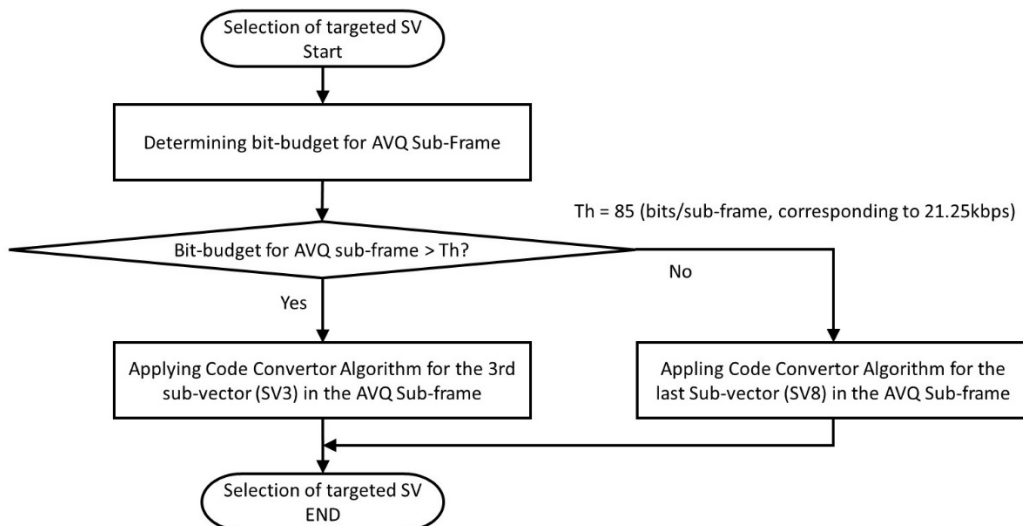 Selection of targeted SV
Start
Determining bit-budget for AVQ Sub-Frame
Th = 85 (bits/sub-frame, corresponding to 21.25kbps)
Bit-budget for AVQ sub-frame > Th?
No
Yes
Applying Code Convertor Algorithm for the 3rd
sub-vector (SV3) in the AVQ Sub-frame
Appling Code Convertor Algorithm for the
last Sub-vector (SV8) in the AVQ Sub-frame
Selection of targeted SV
END